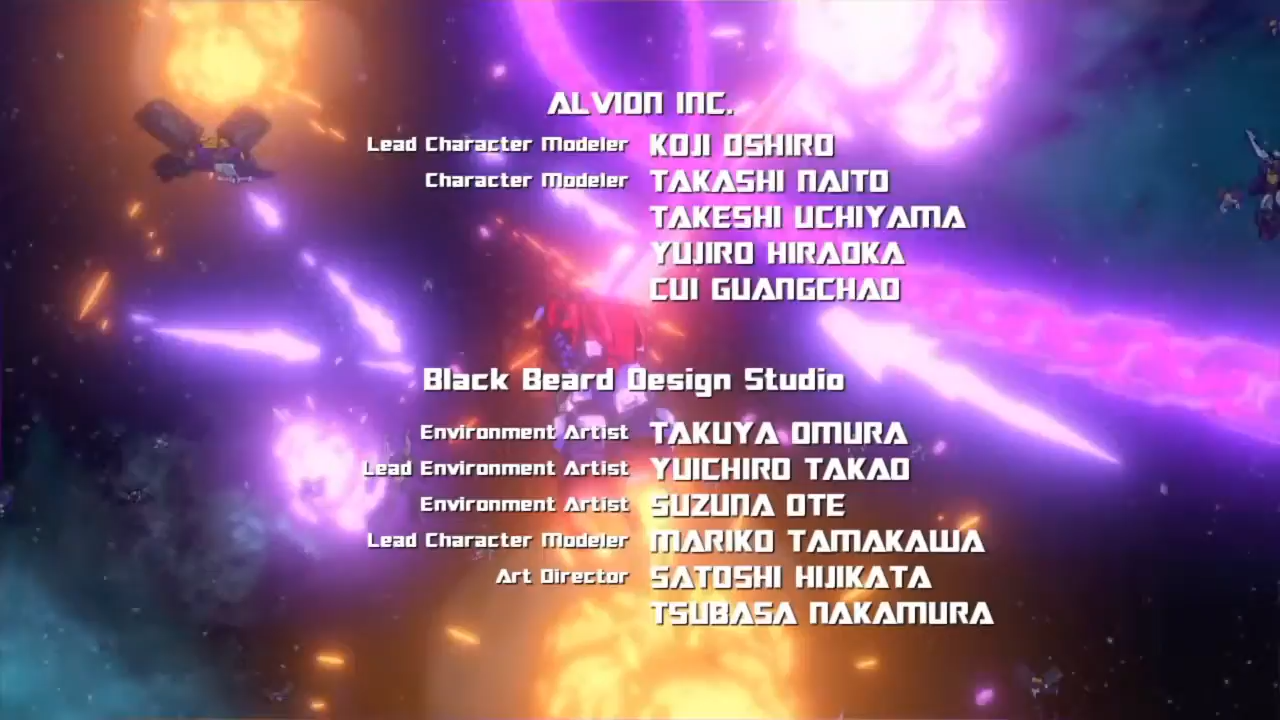 ALVION INC.
Lead Character Modeler KOJI OSHIRO
Character Modeler TAKASHI NAITO
TAKESHI UCHIYAMA
YUJIRO HIRAOKA
CUI GUANGCHAO
Black Beard Design Studio
Environment Artist TAKUYA OMURA
Lead Environment Artist YUICHIRO TAKAO
Environment Artist SUZUNA OTE
Lead Character Modeler MARIKO TAMAKAWA
Art Director SATOSHI HIJIKATA
TSUBASA NAKAMURA